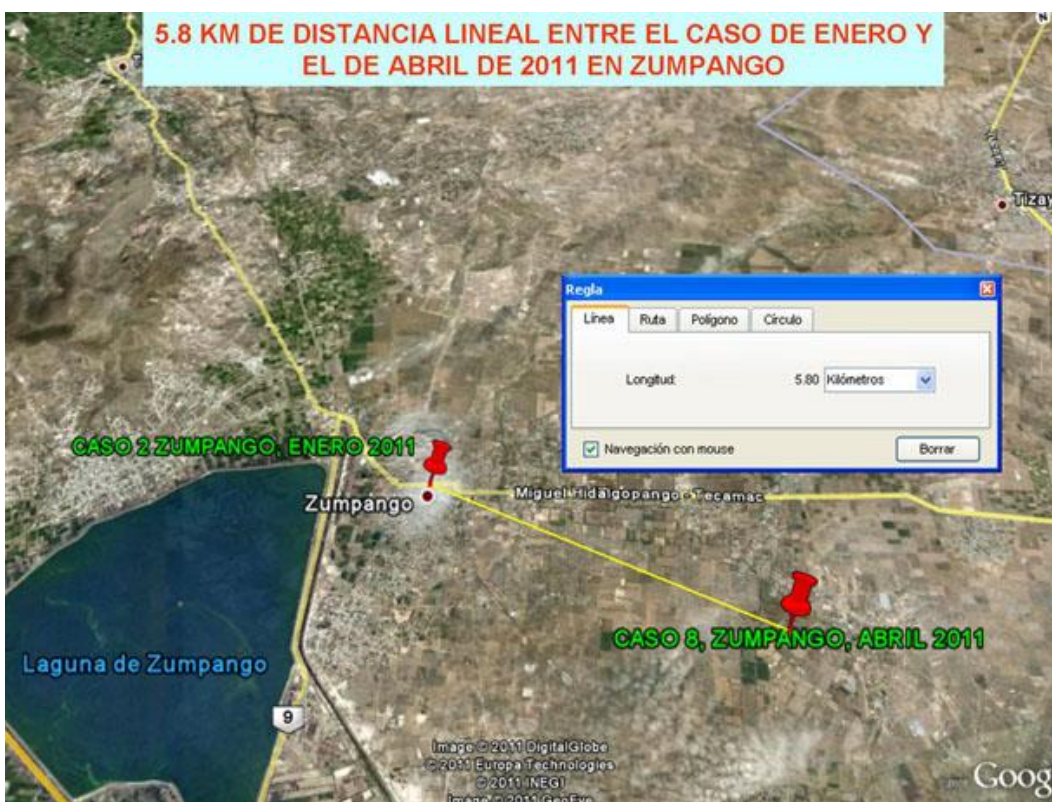 5.8 KM DE DISTANCIA LINEAL ENTRE EL CASO DE ENERO Y
EL DE ABRIL DE 2011 EN ZUMPANGO
Tizay
Regla
Línea Ruta Polígono Círculo
Longitud: 5.80 Kilómetros
Navegación con mouse Borrar
CASO 2 ZUMPANGO, ENERO 2011
Zumpango
Miguel Hidalgopango - Tecamac
CASO 8, ZUMPANGO, ABRIL 2011
Laguna de Zumpango
9
Image © 2011 DigitalGlobe
© 2011 Europa Technologies
© 2011 INEGI
Image © 2011 GeoEye
Goog